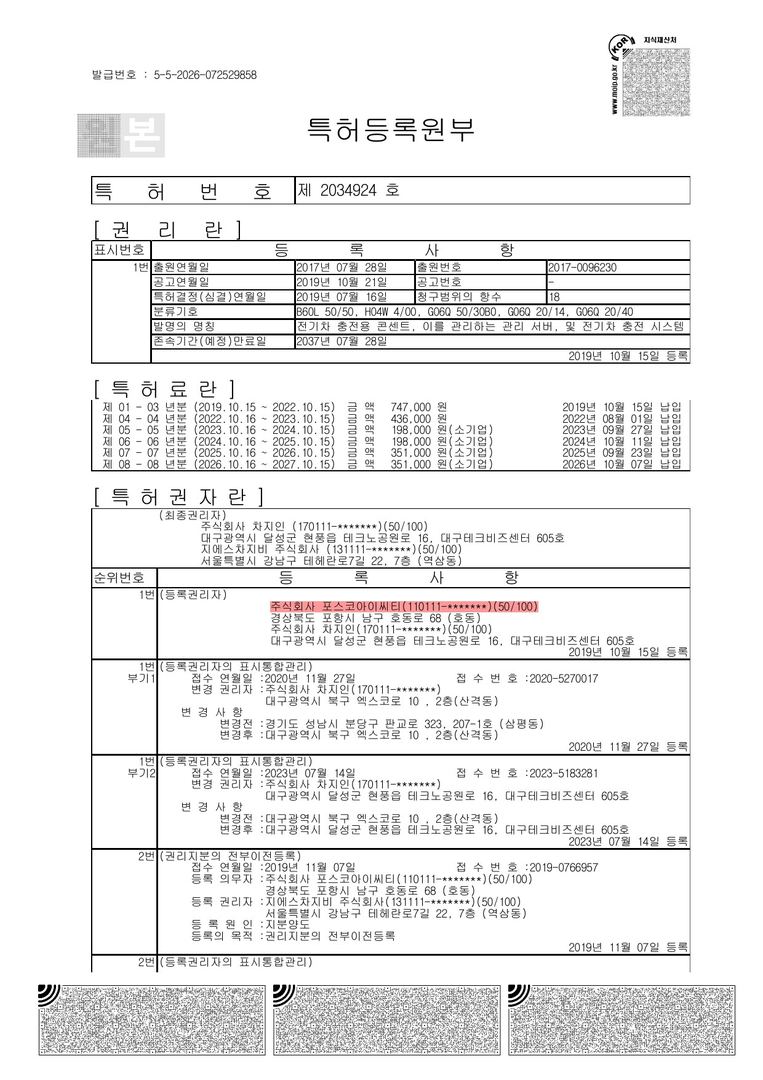 지식재산처
KOR
www.moip.go.kr
발급번호 : 5-5-2026-072529858
원본
특허등록원부
특 허 번 호 제 2034924 호
[ 권 리 란 ]
표시번호 등 록 사 항
1번 출원연월일 2017년 07월 28일 출원번호 2017-0096230
공고연월일 2019년 10월 21일 공고번호 -
특허결정(심결)연월일 2019년 07월 16일 청구범위의 항수 18
분류기호 B60L 50/50, H04W 4/00, G06Q 50/30B0, G06Q 20/14, G06Q 20/40
발명의 명칭 전기차 충전용 콘센트, 이를 관리하는 관리 서버, 및 전기차 충전 시스템
존속기간(예정)만료일 2037년 07월 28일
2019년 10월 15일 등록
[ 특 허 료 란 ]
제 01 - 03 년분 (2019.10.15 ~ 2022.10.15) 금 액 747,000 원 2019년 10월 15일 납입
제 04 - 04 년분 (2022.10.16 ~ 2023.10.15) 금 액 436,000 원 2022년 08월 01일 납입
제 05 - 05 년분 (2023.10.16 ~ 2024.10.15) 금 액 198,000 원(소기업) 2023년 09월 27일 납입
제 06 - 06 년분 (2024.10.16 ~ 2025.10.15) 금 액 198,000 원(소기업) 2024년 10월 11일 납입
제 07 - 07 년분 (2025.10.16 ~ 2026.10.15) 금 액 351,000 원(소기업) 2025년 09월 23일 납입
제 08 - 08 년분 (2026.10.16 ~ 2027.10.15) 금 액 351,000 원(소기업) 2026년 10월 07일 납입
[ 특 허 권 자 란 ]
(최종권리자)
주식회사 차지인 (170111-*******)(50/100)
대구광역시 달성군 현풍읍 테크노공원로 16, 대구테크비즈센터 605호
지에스차지비 주식회사 (131111-*******)(50/100)
서울특별시 강남구 테헤란로7길 22, 7층 (역삼동)
순위번호 등 록 사 항
1번 (등록권리자)
주식회사 포스코아이씨티(110111-*******)(50/100)
경상북도 포항시 남구 호동로 68 (호동)
주식회사 차지인(170111-*******)(50/100)
대구광역시 달성군 현풍읍 테크노공원로 16, 대구테크비즈센터 605호
2019년 10월 15일 등록
1번 (등록권리자의 표시통합관리)
부기1 접수 연월일 :2020년 11월 27일 접 수 번 호 :2020-5270017
변경 권리자 :주식회사 차지인(170111-*******)
대구광역시 북구 엑스코로 10 , 2층(산격동)
변 경 사 항
변경전 :경기도 성남시 분당구 판교로 323, 207-1호 (삼평동)
변경후 :대구광역시 북구 엑스코로 10 , 2층(산격동)
2020년 11월 27일 등록
1번 (등록권리자의 표시통합관리)
부기2 접수 연월일 :2023년 07월 14일 접 수 번 호 :2023-5183281
변경 권리자 :주식회사 차지인(170111-*******)
대구광역시 달성군 현풍읍 테크노공원로 16, 대구테크비즈센터 605호
변 경 사 항
변경전 :대구광역시 북구 엑스코로 10 , 2층(산격동)
변경후 :대구광역시 달성군 현풍읍 테크노공원로 16, 대구테크비즈센터 605호
2023년 07월 14일 등록
2번 (권리지분의 전부이전등록)
접수 연월일 :2019년 11월 07일 접 수 번 호 :2019-0766957
등록 의무자 :주식회사 포스코아이씨티(110111-*******)(50/100)
경상북도 포항시 남구 호동로 68 (호동)
등록 권리자 :지에스차지비 주식회사(131111-*******)(50/100)
서울특별시 강남구 테헤란로7길 22, 7층 (역삼동)
등 록 원 인 :지분양도
등록의 목적 :권리지분의 전부이전등록
2019년 11월 07일 등록
2번 (등록권리자의 표시통합관리)